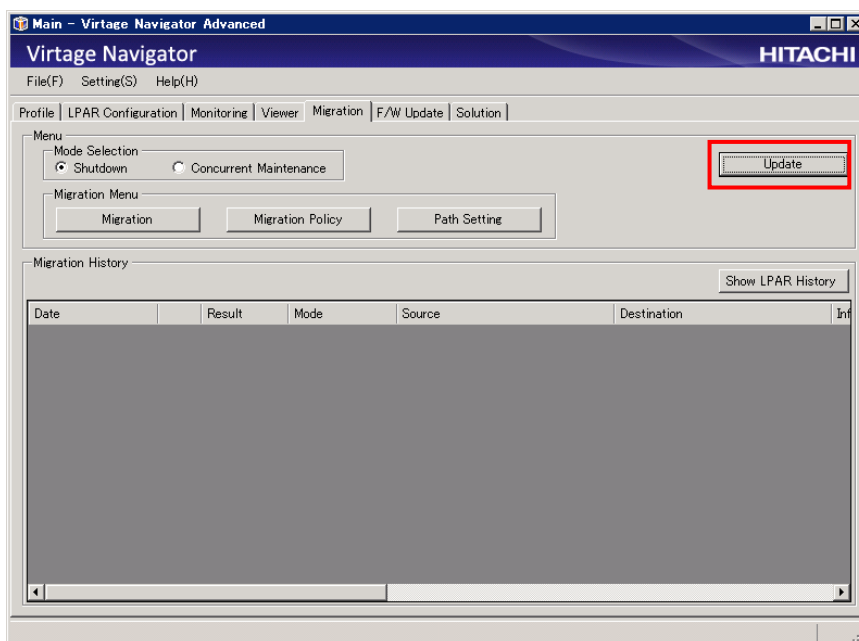 Main - Virtage Navigator Advanced
Virtage Navigator HITACHI
File(F) Setting(S) Help(H)
Profile LPAR Configuration Monitoring Viewer Migration F/W Update Solution
Menu
Mode Selection
Shutdown Concurrent Maintenance Update
Migration Menu
Migration Migration Policy Path Setting
Migration History
Show LPAR History
Date Result Mode Source Destination Inf